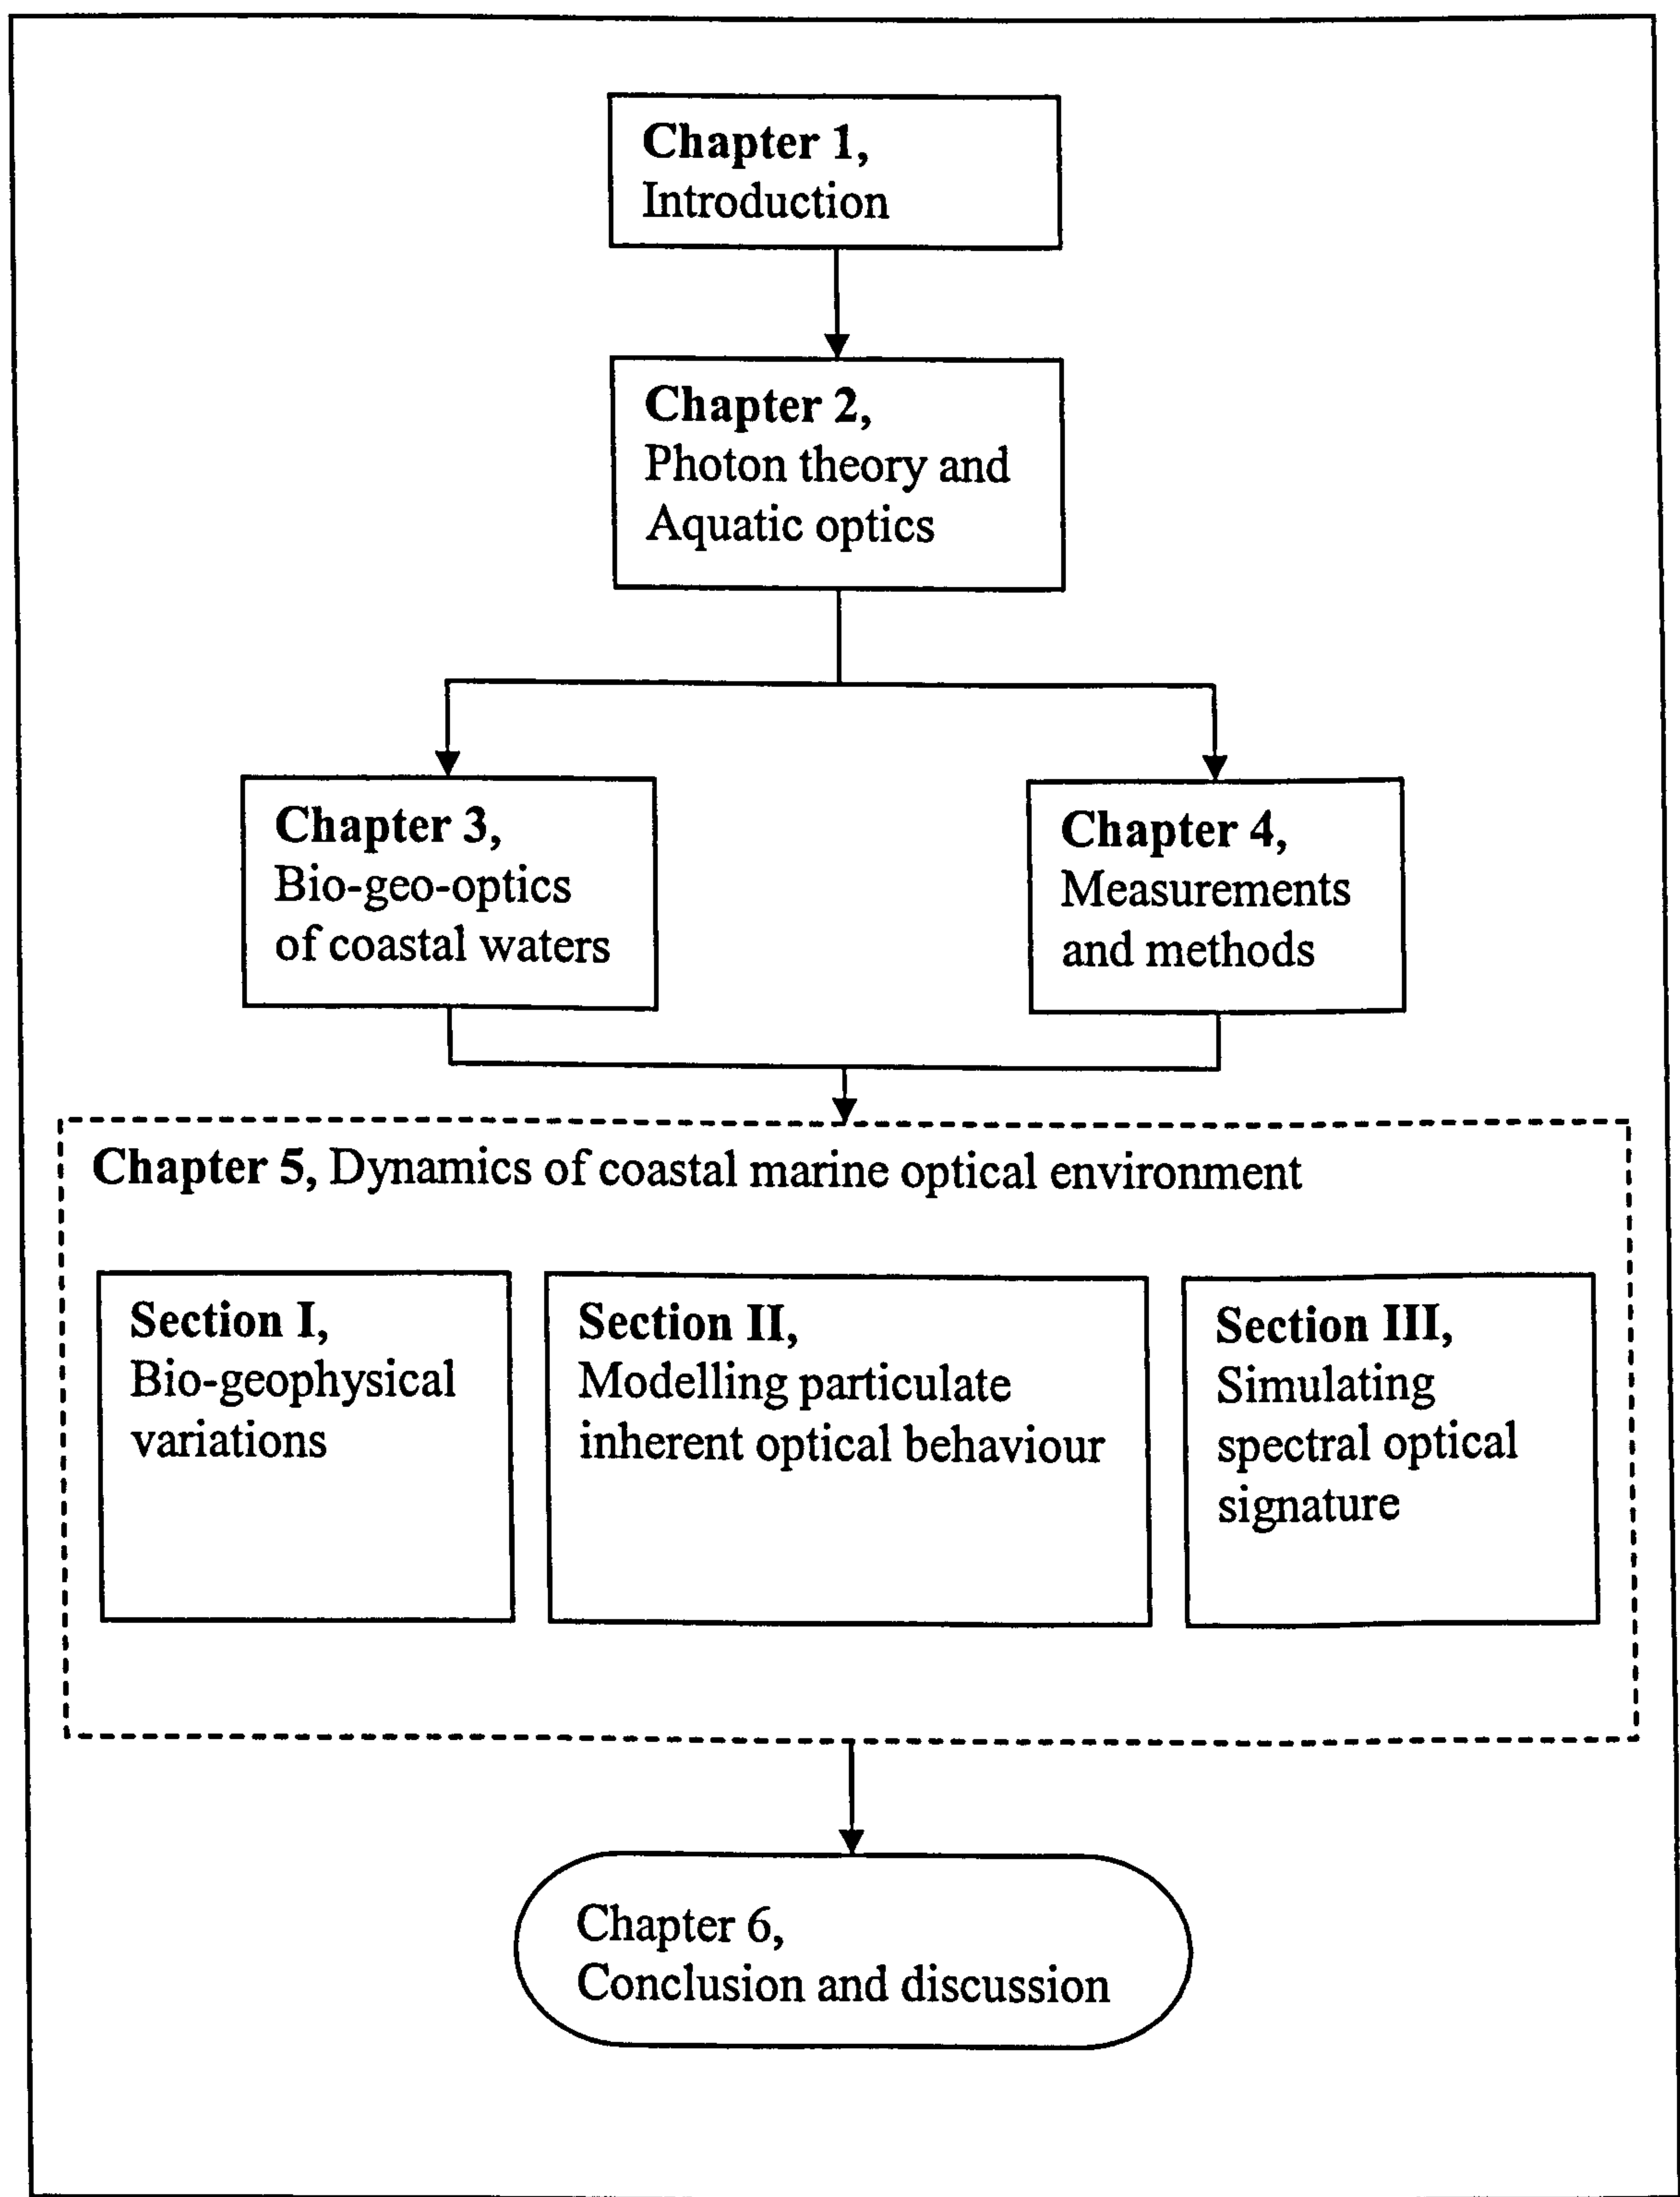 Chapter 1,
Introduction
Chapter 2,
Photon theory and
Aquatic optics
Chapter 3,
Bio-geo-optics
of coastal waters
Chapter 4,
Measurements
and methods
Chapter 5, Dynamics of coastal marine optical environment
Section I,
Bio-geophysical
variations
Section II,
Modelling particulate
inherent optical behaviour
Section III,
Simulating
spectral optical
signature
Chapter 6,
Conclusion and discussion